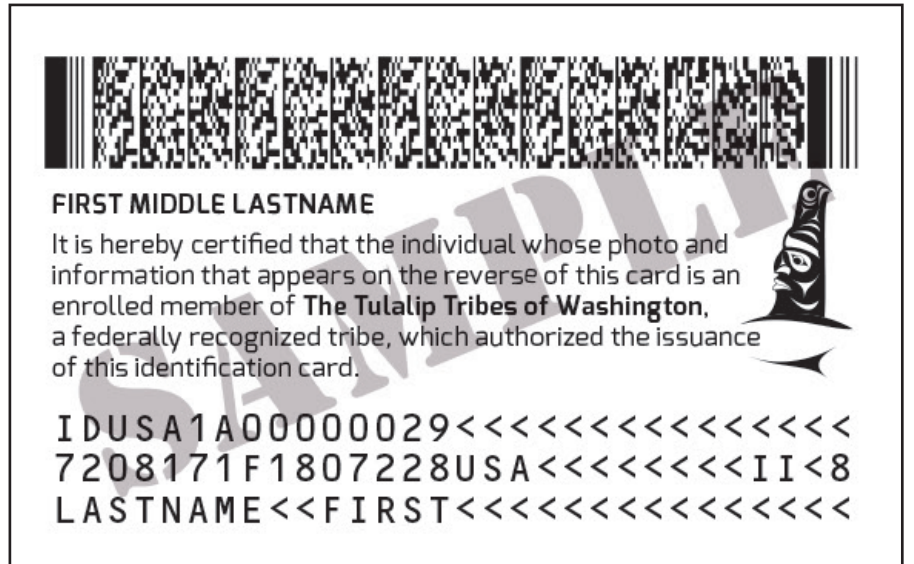 FIRST MIDDLE LASTNAME
It is hereby certified that the individual whose photo and
information that appears on the reverse of this card is an
enrolled member of The Tulalip Tribes of Washington,
a federally recognized tribe, which authorized the issuance
of this identification card.
SAMPLE
IDUSA1A00000029<<<<<<<<<<<<<<<
7208171F1807228USA<<<<<<<<II<8
LASTNAME<<FIRST<<<<<<<<<<<<<<<